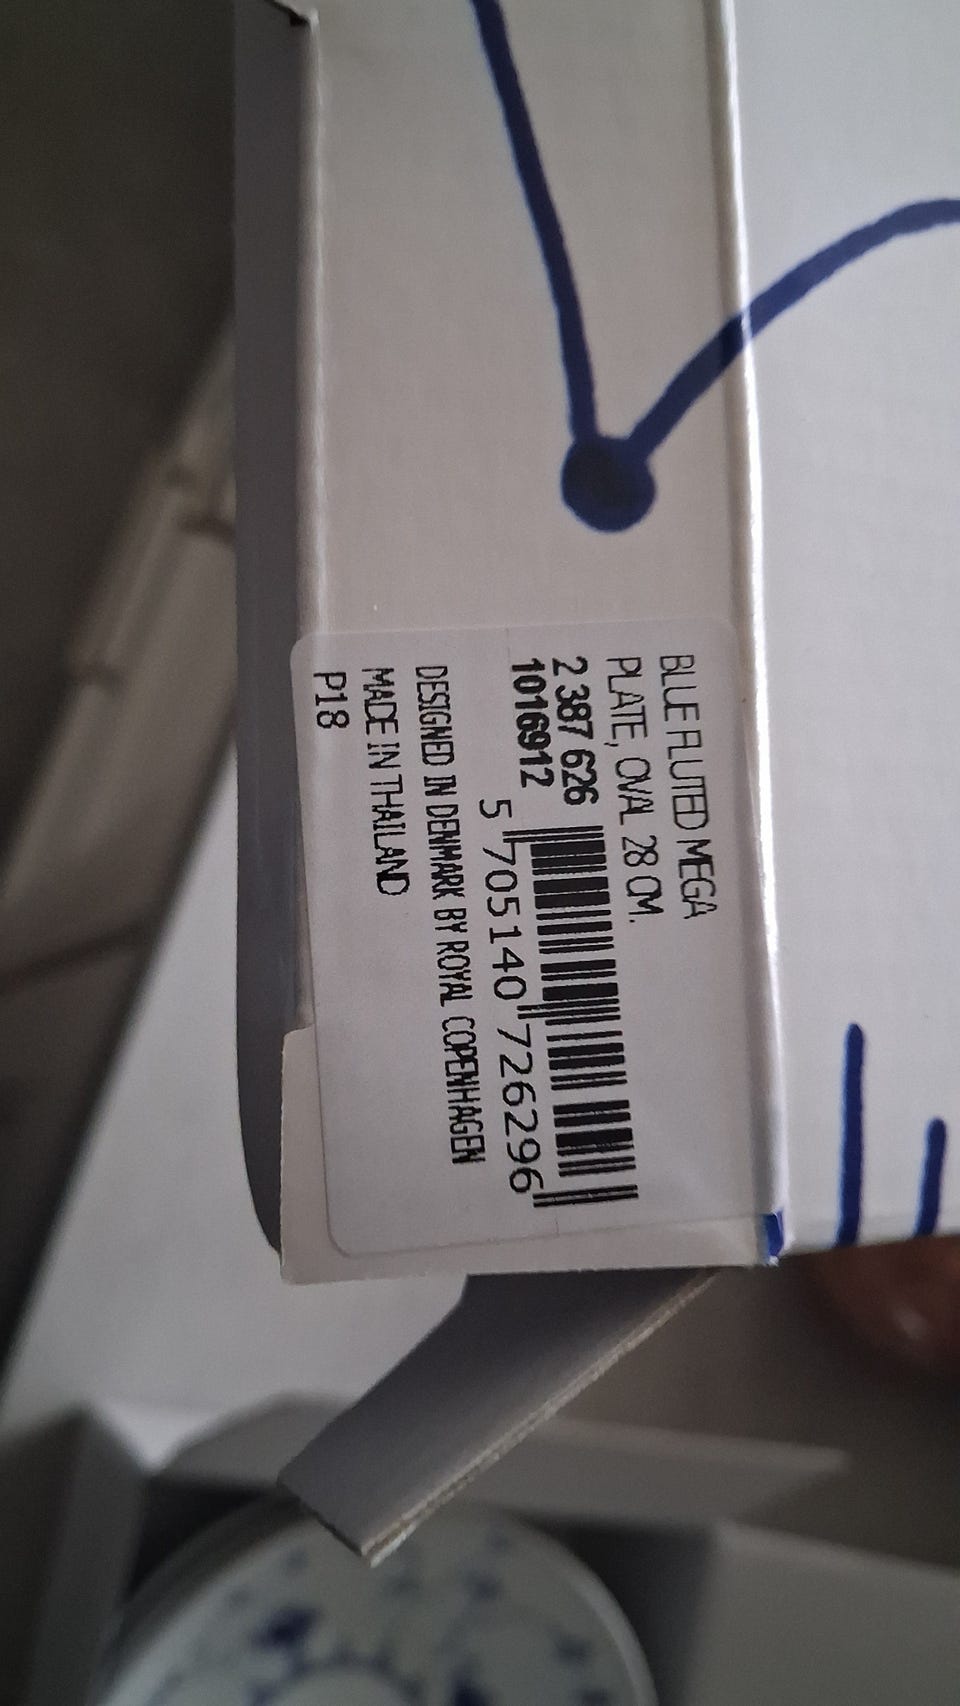 BLUE FLUTED MEGA
PLATE, OVAL 28 CM.
2 387 626
1016912
5 705140 726296
DESIGNED IN DENMARK BY ROYAL COPENHAGEN
MADE IN THAILAND
P18